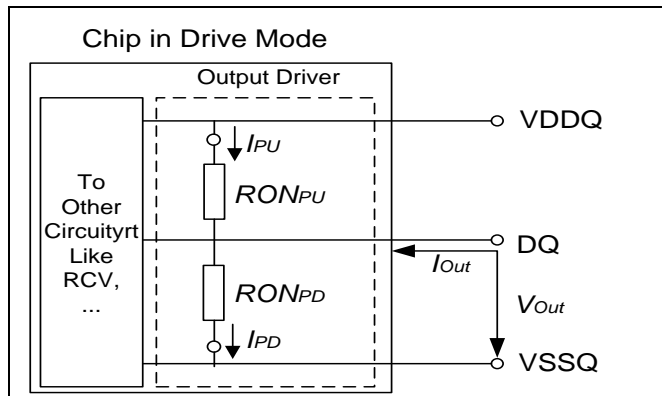 Chip in Drive Mode
Output Driver
VDDQ
IPU
To
Other
Circuityrt
Like
RCV,
...
RONPU
DQ
IOut
RONPD
VOut
IPD
VSSQ